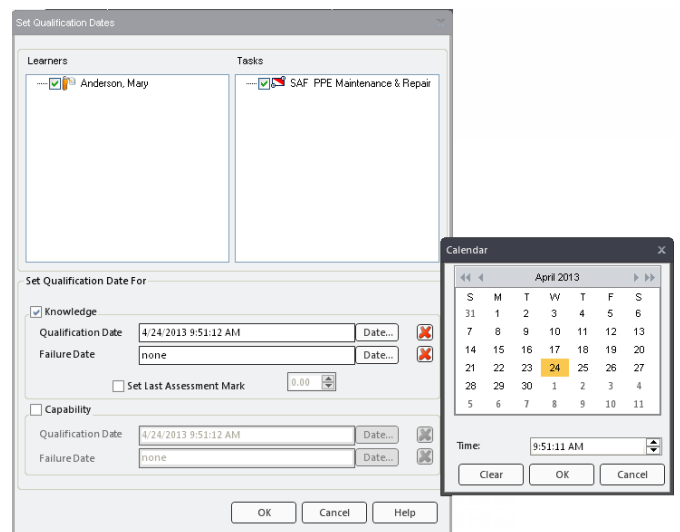 Set Qualification Dates
Learners Tasks
Anderson, Mary SAF PPE Maintenance & Repair
Set Qualification Date For
Knowledge
Qualification Date 4/24/2013 9:51:12 AM Date...
Failure Date none Date...
Set Last Assessment Mark 0.00
Capability
Qualification Date 4/24/2013 9:51:12 AM Date...
Failure Date none Date...
OK Cancel Help
Calendar x
April 2013
S M T W T F S
31 1 2 3 4 5 6
7 8 9 10 11 12 13
14 15 16 17 18 19 20
21 22 23 24 25 26 27
28 29 30 1 2 3 4
5 6 7 8 9 10 11
Time: 9:51:11 AM
Clear OK Cancel